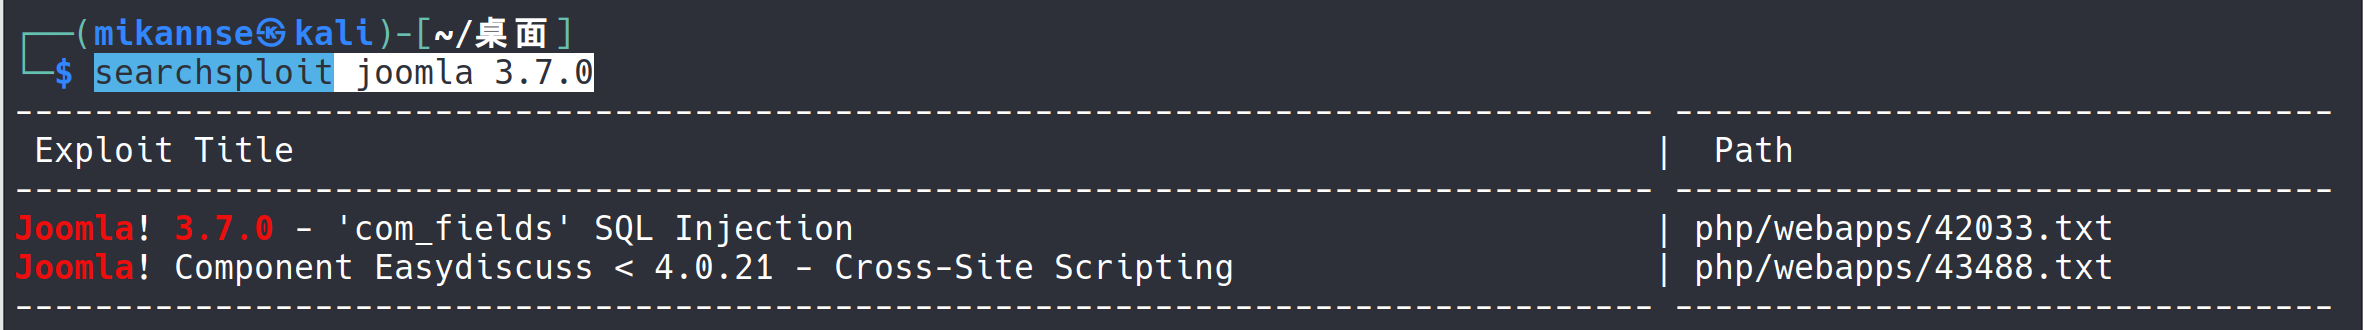 ┌──(mikannse㉿kali)-[~/桌面]
└─$ searchsploit joomla 3.7.0
---------------------------------------------------------------------------------- ---------------------------------
 Exploit Title                                                                    |  Path
---------------------------------------------------------------------------------- ---------------------------------
Joomla! 3.7.0 - 'com_fields' SQL Injection                                        | php/webapps/42033.txt
Joomla! Component Easydiscuss < 4.0.21 - Cross-Site Scripting                     | php/webapps/43488.txt
---------------------------------------------------------------------------------- ---------------------------------